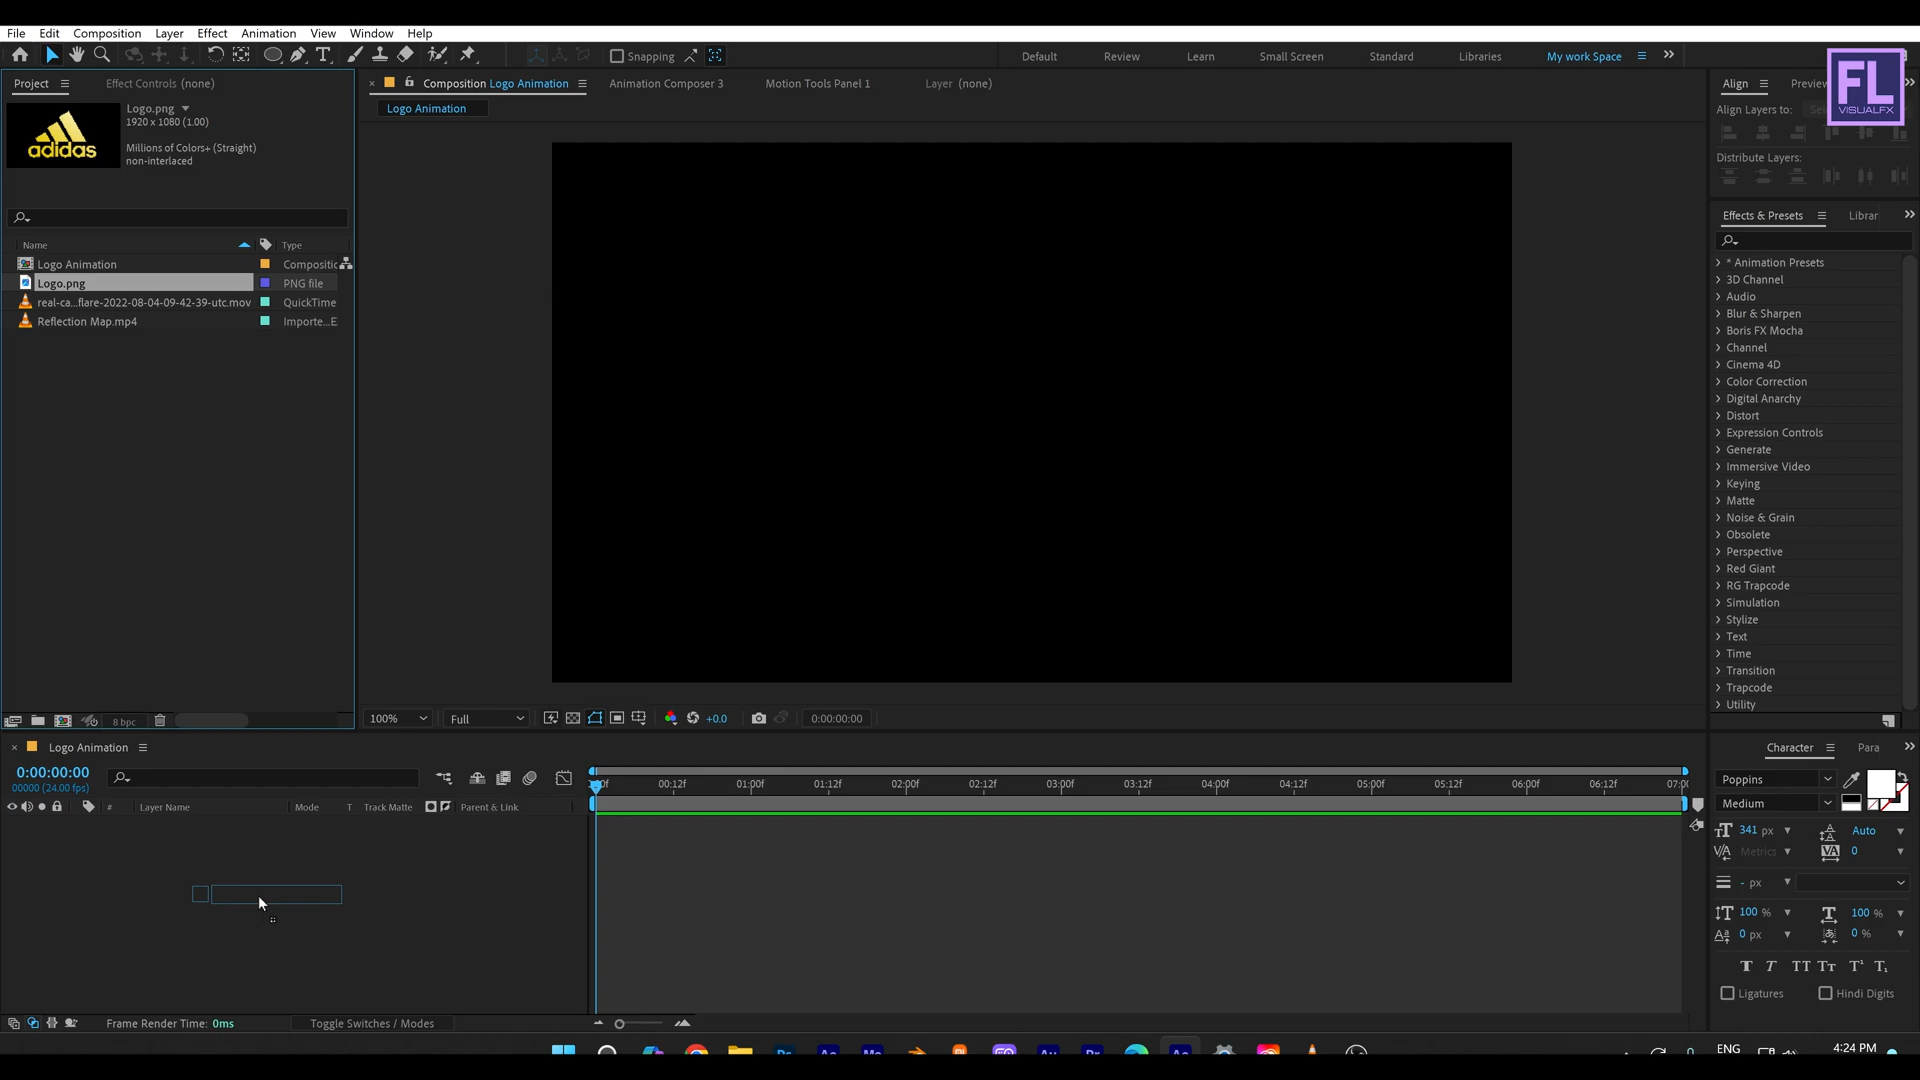 File Edit Composition Layer Effect Animation View Window Help
Snapping
Default Review Learn Small Screen Standard Libraries My work Space
FL
VISUALFX
Project Effect Controls (none)
Composition Logo Animation Animation Composer 3 Motion Tools Panel 1 Layer (none)
Align Preview
Logo Animation
adidas
Logo.png
1920 x 1080 (1.00)
Millions of Colors+ (Straight)
non-interlaced
Align Layers to:
Distribute Layers:
Effects & Presets Librar
Name Type
Logo Animation Compositic
Logo.png PNG file
real-ca...flare-2022-08-04-09-42-39-utc.mov QuickTime
Reflection Map.mp4 Importe...E
* Animation Presets
3D Channel
Audio
Blur & Sharpen
Boris FX Mocha
Channel
Cinema 4D
Color Correction
Digital Anarchy
Distort
Expression Controls
Generate
Immersive Video
Keying
Matte
Noise & Grain
Obsolete
Perspective
Red Giant
RG Trapcode
Simulation
Stylize
Text
Time
Transition
Trapcode
Utility
8 bpc
100% Full +0.0 0:00:00:00
Logo Animation
0:00:00:00
00000 (24.00 fps)
# Layer Name Mode T Track Matte Parent & Link
00:12f 01:00f 01:12f 02:00f 02:12f 03:00f 03:12f 04:00f 04:12f 05:00f 05:12f 06:00f 06:12f 07:00
Character Para
Poppins
Medium
341 px Auto
Metrics 0
- px
100 % 100 %
0 px 0 %
Ligatures Hindi Digits
Frame Render Time: 0ms Toggle Switches / Modes
ENG 4:24 PM